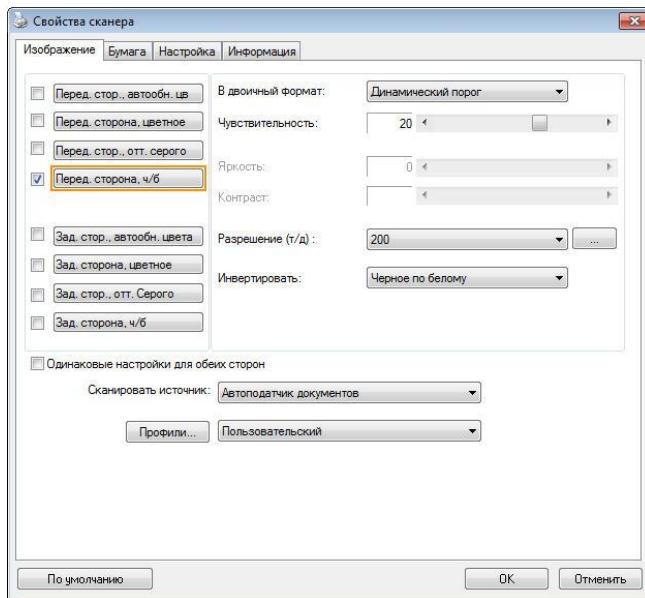 Свойства сканера
Изображение Бумага Настройка Информация
Перед. стор., автообн. цв
Перед. сторона, цветное
Перед. стор., отт. серого
Перед. сторона, ч/б
Зад. стор., автообн. цвета
Зад. сторона, цветное
Зад. стор., отт. Серого
Зад. сторона, ч/б
В двоичный формат: Динамический порог
Чувствительность: 20
Яркость: 0
Контраст:
Разрешение (т/д) : 200 ...
Инвертировать: Черное по белому
Одинаковые настройки для обеих сторон
Сканировать источник: Автоподатчик документов
Профили... Пользовательский
По умолчанию OK Отменить